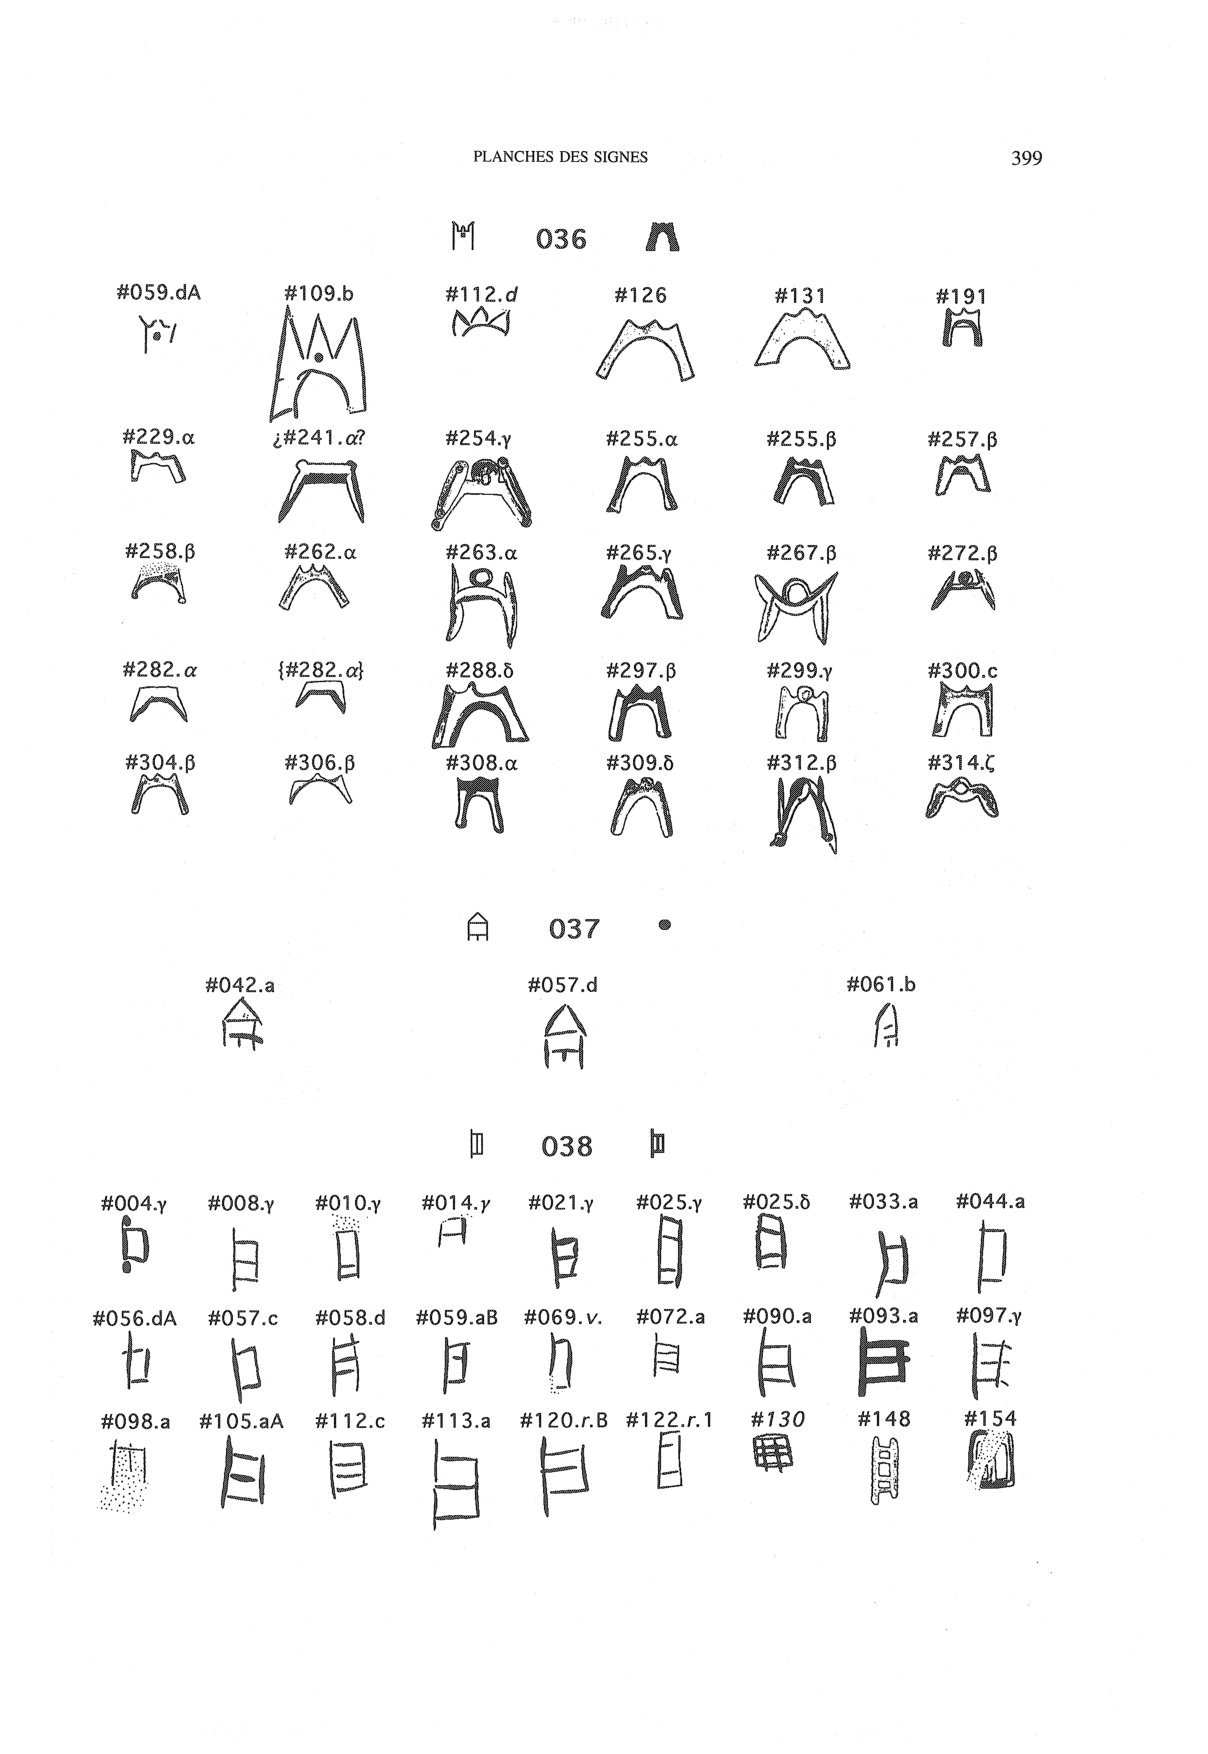 PLANCHES DES SIGNES 399
036
#059.dA #109.b #112.d #126 #131 #191
#229.α ¿#241.α? #254.γ #255.α #255.β #257.β
#258.β #262.α #263.α #265.γ #267.β #272.β
#282.α {#282.α} #288.δ #297.β #299.γ #300.c
#304.β #306.β #308.α #309.δ #312.β #314.ζ
037
#042.a #057.d #061.b
038
#004.γ #008.γ #010.γ #014.γ #021.γ #025.γ #025.δ #033.a #044.a
#056.dA #057.c #058.d #059.aB #069.v. #072.a #090.a #093.a #097.γ
#098.a #105.aA #112.c #113.a #120.r.B #122.r.1 #130 #148 #154